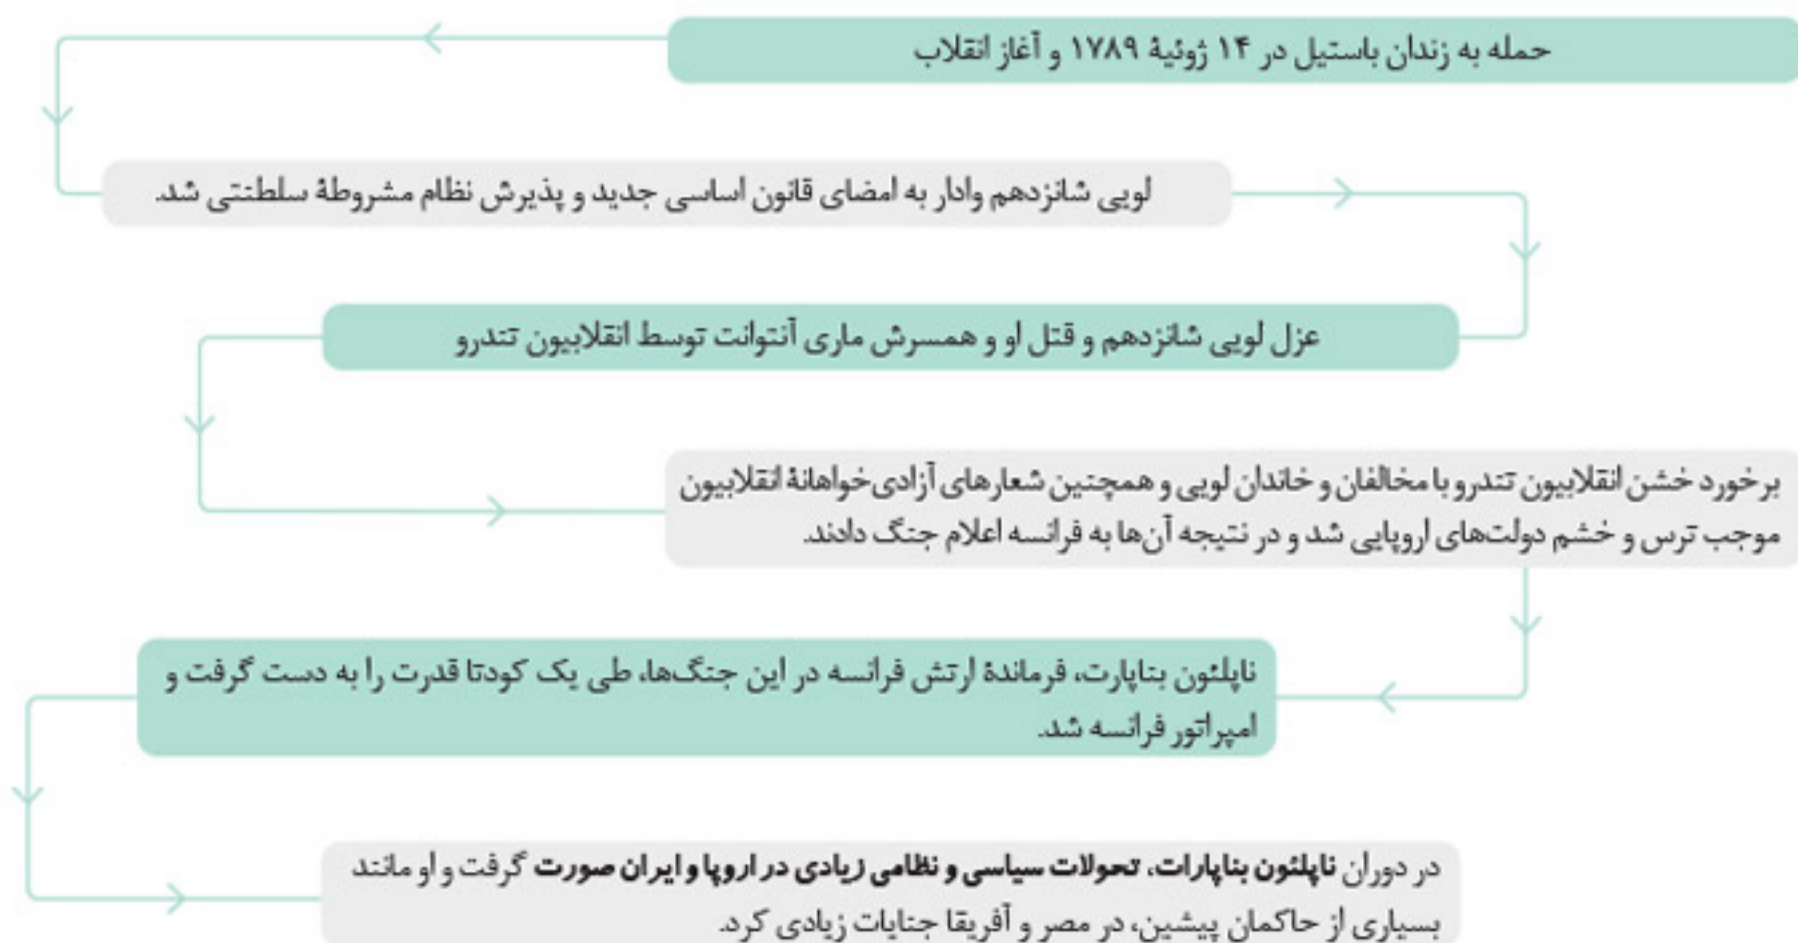 حمله به زندان باستیل در ۱۴ ژوئیهٔ ۱۷۸۹ و آغاز انقلاب
لویی شانزدهم وادار به امضای قانون اساسی جدید و پذیرش نظام مشروطهٔ سلطنتی شد.
عزل لویی شانزدهم و قتل او و همسرش ماری آنتوانت توسط انقلابیون تندرو
برخورد خشن انقلابیون تندرو با مخالفان و خاندان لویی و همچنین شعارهای آزادی‌خواهانهٔ انقلابیون
موجب ترس و خشم دولت‌های اروپایی شد و در نتیجه آن‌ها به فرانسه اعلام جنگ دادند.
ناپلئون بناپارت، فرماندهٔ ارتش فرانسه در این جنگ‌ها، طی یک کودتا قدرت را به دست گرفت و
امپراتور فرانسه شد.
در دوران ناپلئون بناپارات، تحولات سیاسی و نظامی زیادی در اروپا و ایران صورت گرفت و او مانند
بسیاری از حاکمان پیشین، در مصر و آفریقا جنایات زیادی کرد.